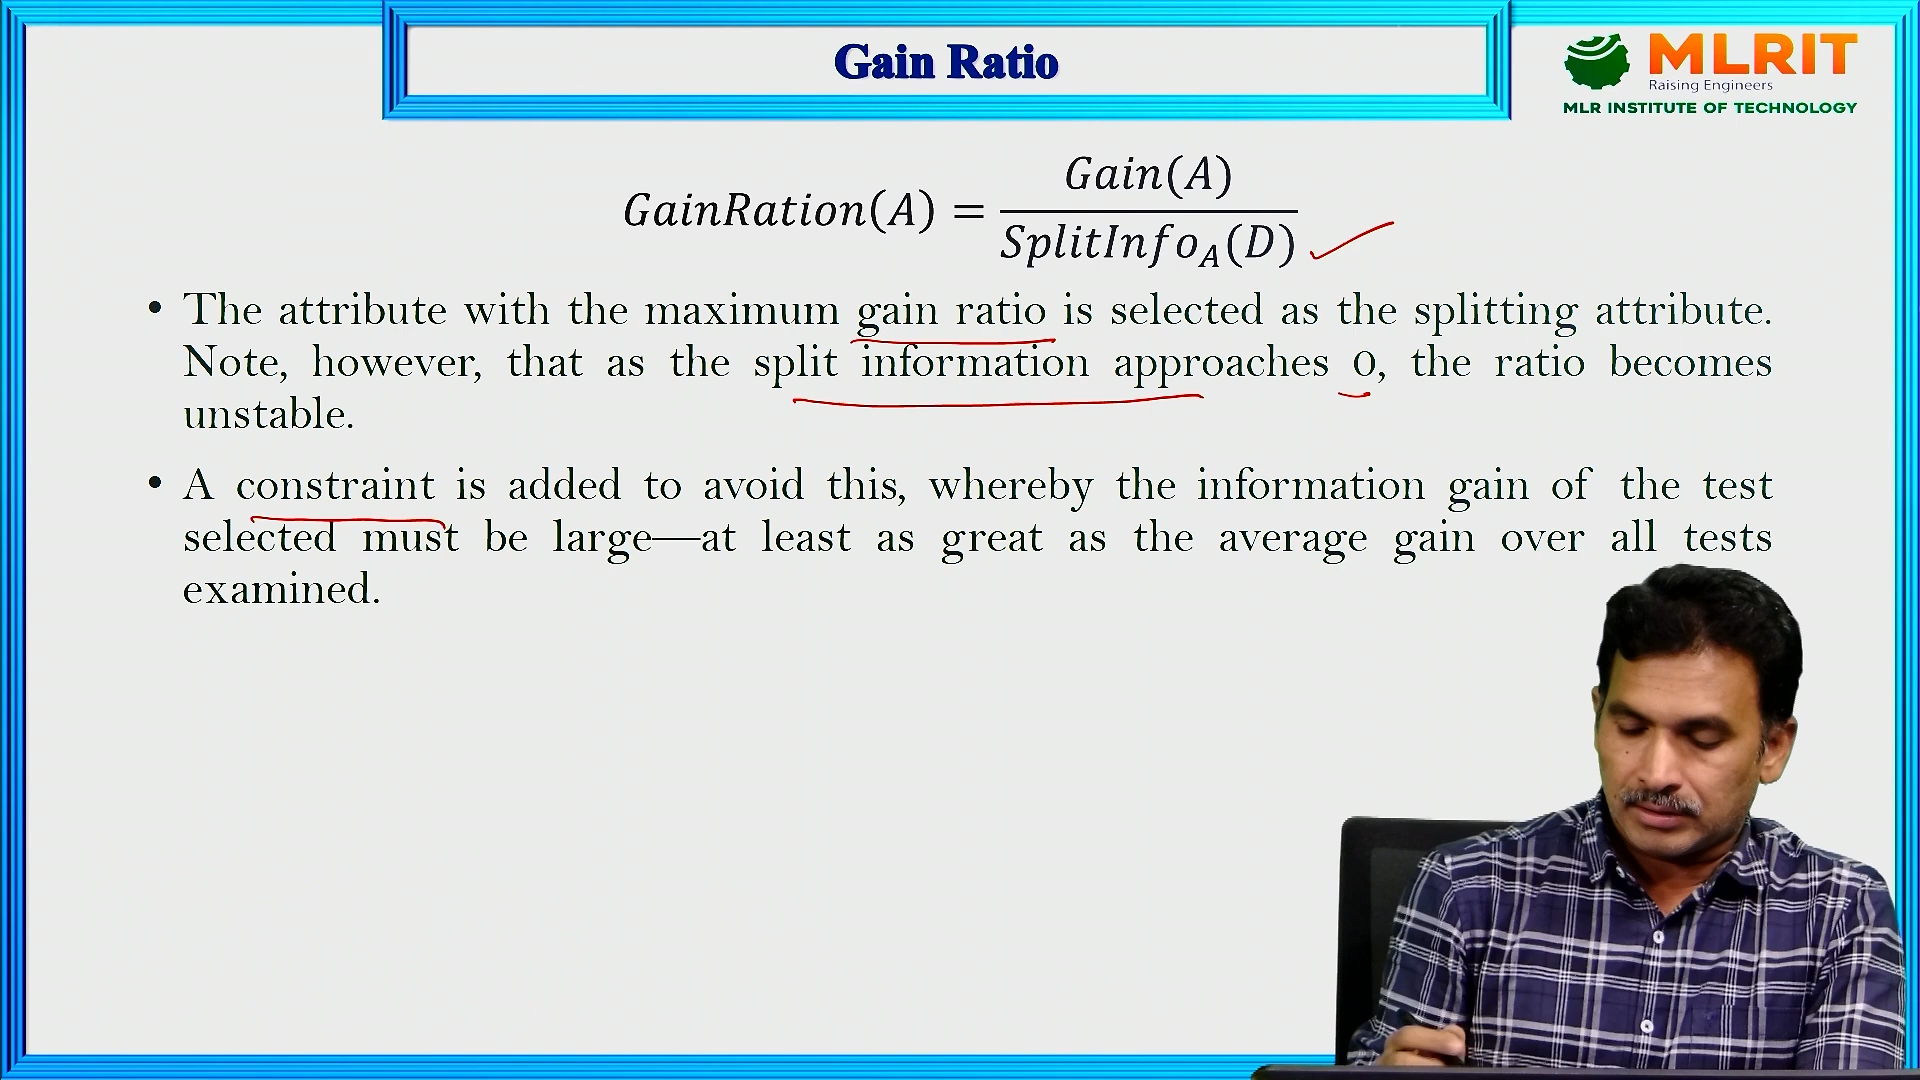 Gain Ratio
MLRIT
Raising Engineers
MLR INSTITUTE OF TECHNOLOGY
GainRation(A) = Gain(A) / SplitInfo_A(D)
• The attribute with the maximum gain ratio is selected as the splitting attribute.
Note, however, that as the split information approaches 0, the ratio becomes
unstable.
• A constraint is added to avoid this, whereby the information gain of the test
selected must be large—at least as great as the average gain over all tests
examined.